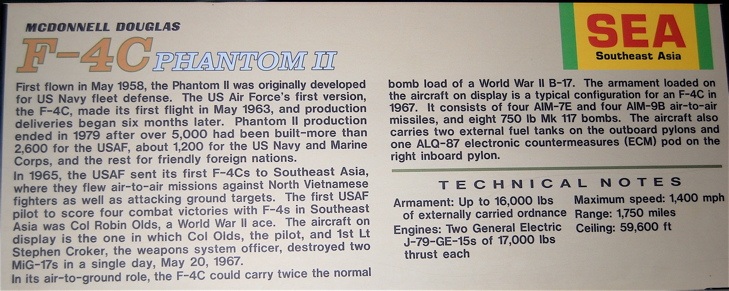 McDONNELL DOUGLAS
F-4C PHANTOM II
SEA
Southeast Asia
First flown in May 1958, the Phantom II was originally developed
for US Navy fleet defense. The US Air Force's first version,
the F-4C, made its first flight in May 1963, and production
deliveries began six months later. Phantom II production
ended in 1979 after over 5,000 had been built-more than
2,600 for the USAF, about 1,200 for the US Navy and Marine
Corps, and the rest for friendly foreign nations.
In 1965, the USAF sent its first F-4Cs to Southeast Asia,
where they flew air-to-air missions against North Vietnamese
fighters as well as attacking ground targets. The first USAF
pilot to score four combat victories with F-4s in Southeast
Asia was Col Robin Olds, a World War II ace. The aircraft on
display is the one in which Col Olds, the pilot, and 1st Lt
Stephen Croker, the weapons system officer, destroyed two
MiG-17s in a single day, May 20, 1967.
In its air-to-ground role, the F-4C could carry twice the normal
bomb load of a World War II B-17. The armament loaded on
the aircraft on display is a typical configuration for an F-4C in
1967. It consists of four AIM-7E and four AIM-9B air-to-air
missiles, and eight 750 lb Mk 117 bombs. The aircraft also
carries two external fuel tanks on the outboard pylons and
one ALQ-87 electronic countermeasures (ECM) pod on the
right inboard pylon.
TECHNICAL NOTES
Armament: Up to 16,000 lbs
of externally carried ordnance
Engines: Two General Electric
J-79-GE-15s of 17,000 lbs
thrust each
Maximum speed: 1,400 mph
Range: 1,750 miles
Ceiling: 59,600 ft